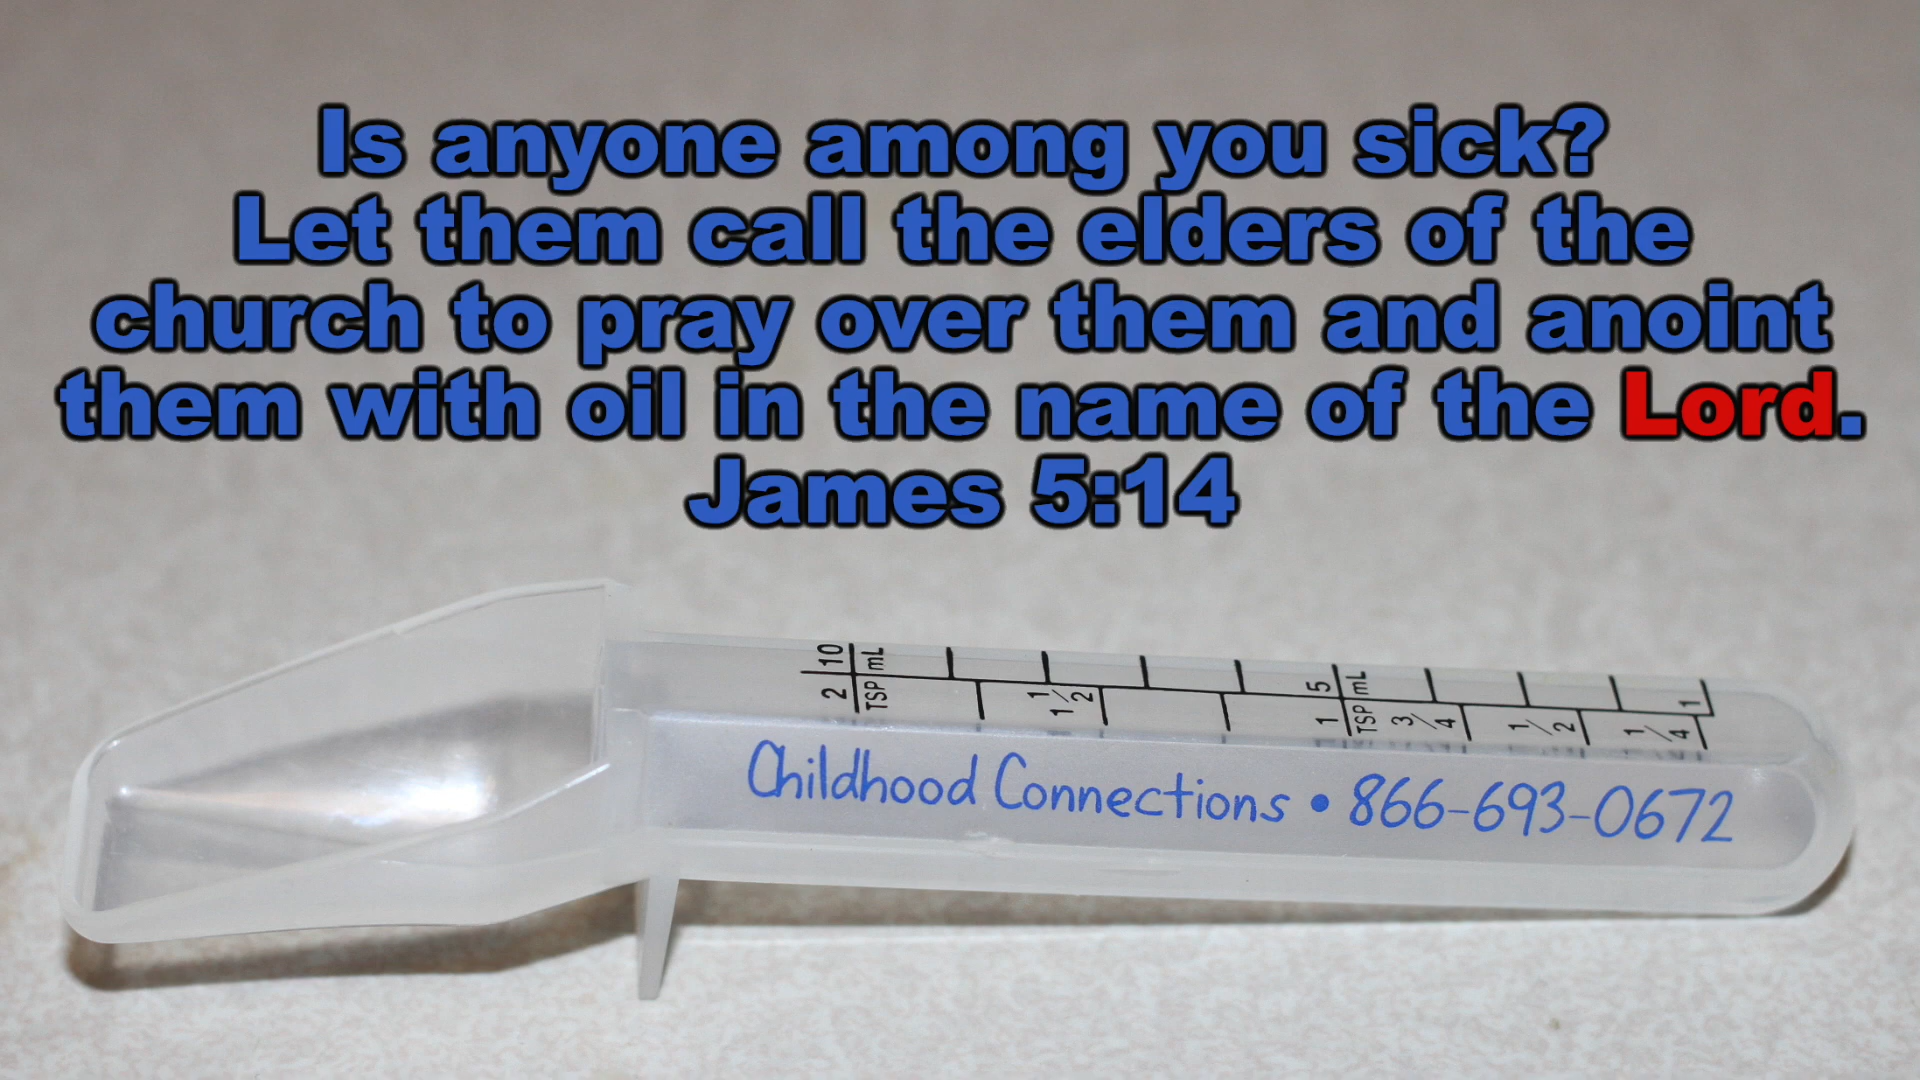 Is anyone among you sick?
Let them call the elders of the
church to pray over them and anoint
them with oil in the name of the Lord.
James 5:14
10 mL 5 mL 1
2 TSP 1 1/2 1 TSP 3/4 1/2 1/4
Childhood Connections • 866-693-0672